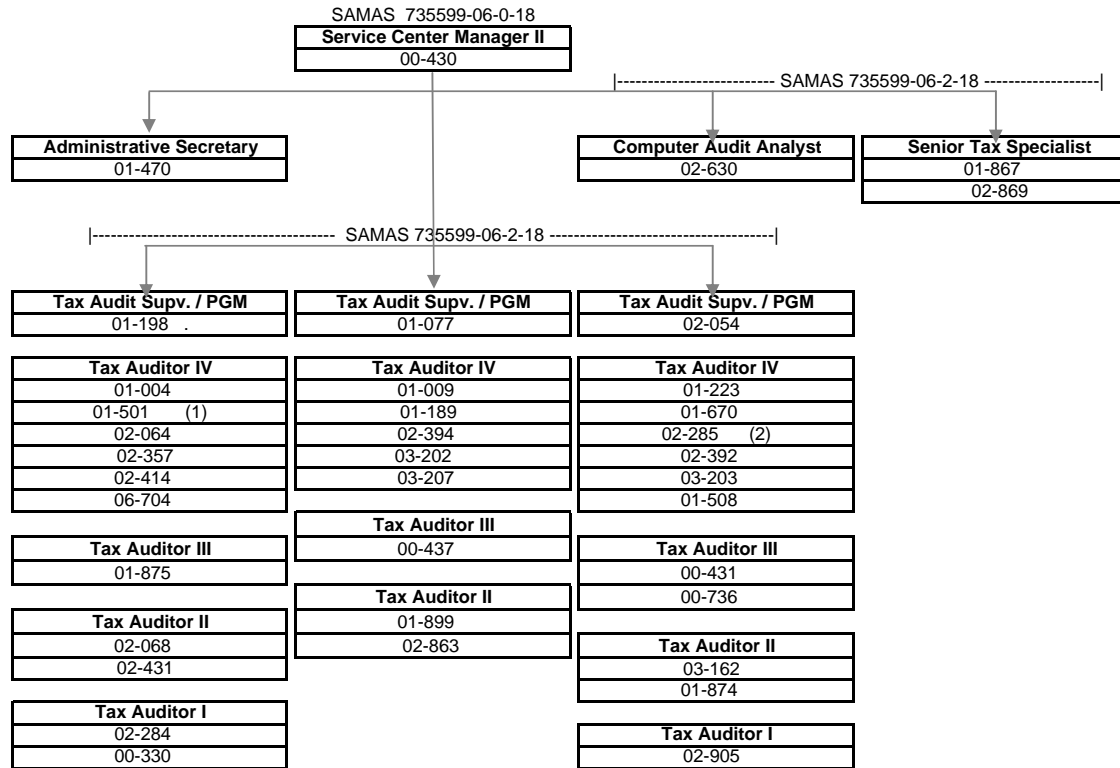 SAMAS 735599-06-0-18
Service Center Manager II
00-430
|-------------------------- SAMAS 735599-06-2-18 -------------------|
Administrative Secretary
01-470
Computer Audit Analyst
02-630
Senior Tax Specialist
01-867
02-869
|---------------------------------------- SAMAS 735599-06-2-18 -------------------------------------|
Tax Audit Supv. / PGM
01-198 .
Tax Auditor IV
01-004
01-501 (1)
02-064
02-357
02-414
06-704
Tax Auditor III
01-875
Tax Auditor II
02-068
02-431
Tax Auditor I
02-284
00-330
Tax Audit Supv. / PGM
01-077
Tax Auditor IV
01-009
01-189
02-394
03-202
03-207
Tax Auditor III
00-437
Tax Auditor II
01-899
02-863
Tax Audit Supv. / PGM
02-054
Tax Auditor IV
01-223
01-670
02-285 (2)
02-392
03-203
01-508
Tax Auditor III
00-431
00-736
Tax Auditor II
03-162
01-874
Tax Auditor I
02-905